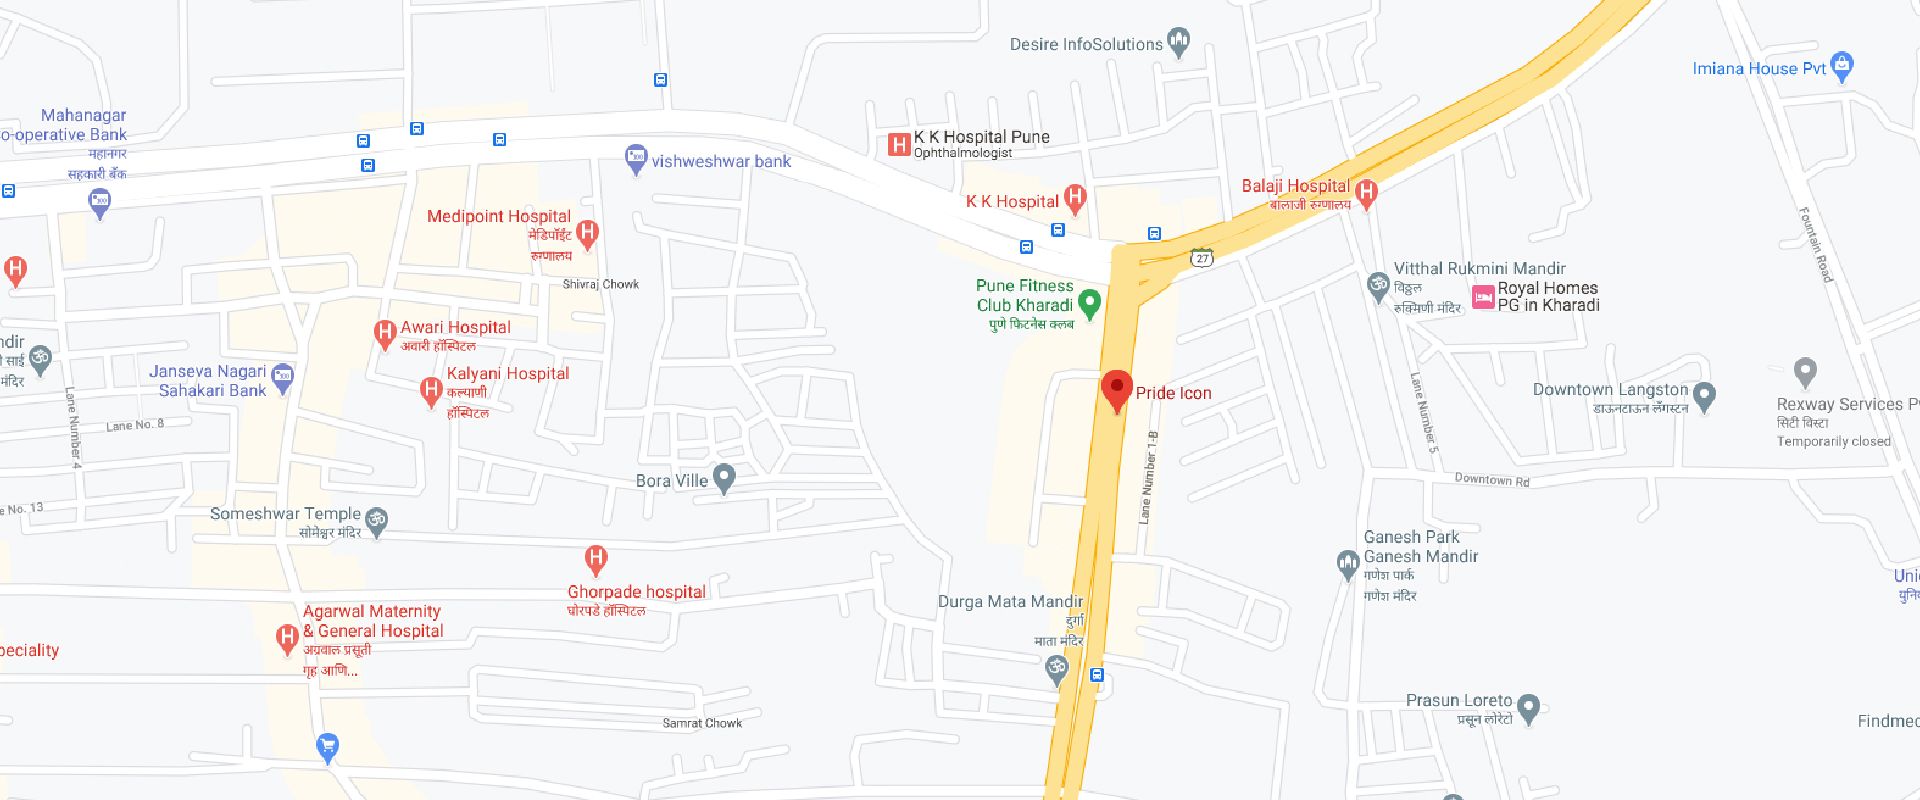 Desire InfoSolutions
Imiana House Pvt
Mahanagar
o-operative Bank
महानगर
सहकारी बँक
vishweshwar bank
K K Hospital Pune
Ophthalmologist
K K Hospital
Balaji Hospital
बालाजी रुग्णालय
Medipoint Hospital
मेडिपॉईंट
रुग्णालय
Shivraj Chowk
27
Fountain Road
Vitthal Rukmini Mandir
विठ्ठल
रुक्मिणी मंदिर
Royal Homes
PG in Kharadi
Pune Fitness
Club Kharadi
पुणे फिटनेस क्लब
Awari Hospital
अवारी हॉस्पिटल
ndir
ी साई
मंदिर
Janseva Nagari
Sahakari Bank
Kalyani Hospital
कल्याणी
हॉस्पिटल
Pride Icon
Downtown Langston
डाऊनटाऊन लँगस्टन
Rexway Services Pv
सिटी विस्टा
Temporarily closed
Lane Number 4
Lane No. 8
Lane Number 5
Lane Number 1-B
Bora Ville
Downtown Rd
e No. 13
Someshwar Temple
सोमेश्वर मंदिर
Ganesh Park
Ganesh Mandir
गणेश पार्क
गणेश मंदिर
Ghorpade hospital
घोरपडे हॉस्पिटल
Unio
युनि
Durga Mata Mandir
दुर्गा
माता मंदिर
Agarwal Maternity
& General Hospital
अग्रवाल प्रसूती
गृह आणि...
peciality
Samrat Chowk
Prasun Loreto
प्रसून लोरेटो
Findmec